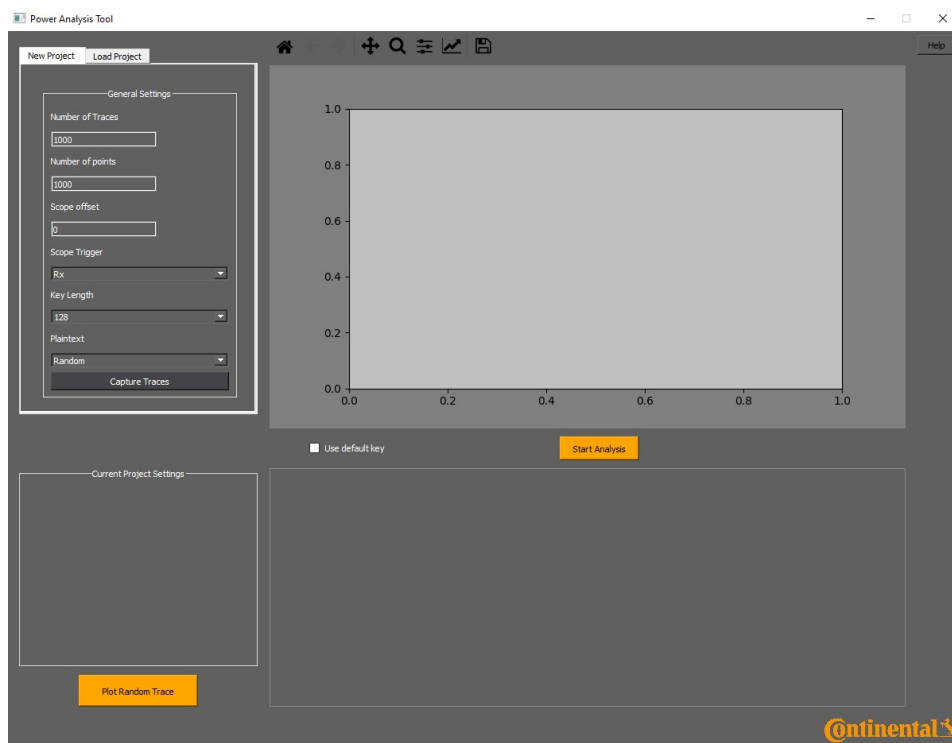 Power Analysis Tool
Help
New Project
Load Project
General Settings
Number of Traces
1000
Number of points
1000
Scope offset
0
Scope Trigger
Rx
Key Length
128
Plaintext
Random
Capture Traces
1.0
0.8
0.6
0.4
0.2
0.0
0.0 0.2 0.4 0.6 0.8 1.0
Use default key
Start Analysis
Current Project Settings
Plot Random Trace
Continental